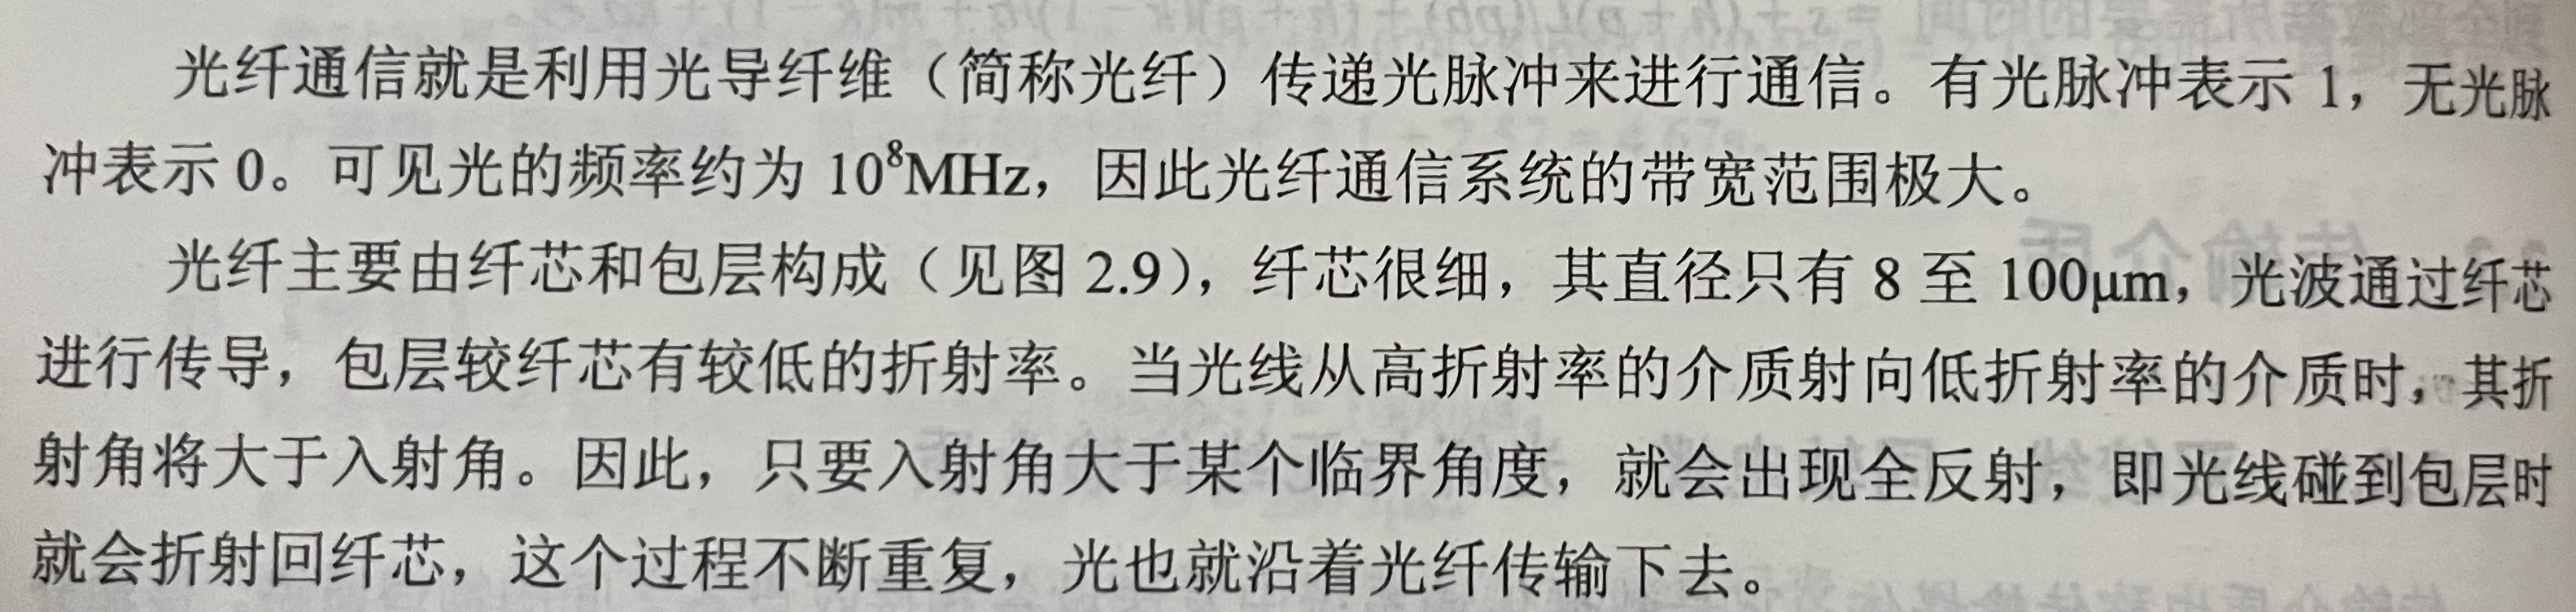 光纤通信就是利用光导纤维（简称光纤）传递光脉冲来进行通信。有光脉冲表示 1，无光脉
冲表示 0。可见光的频率约为 10⁸MHz，因此光纤通信系统的带宽范围极大。
光纤主要由纤芯和包层构成（见图 2.9），纤芯很细，其直径只有 8 至 100μm，光波通过纤芯
进行传导，包层较纤芯有较低的折射率。当光线从高折射率的介质射向低折射率的介质时，其折
射角将大于入射角。因此，只要入射角大于某个临界角度，就会出现全反射，即光线碰到包层时
就会折射回纤芯，这个过程不断重复，光也就沿着光纤传输下去。